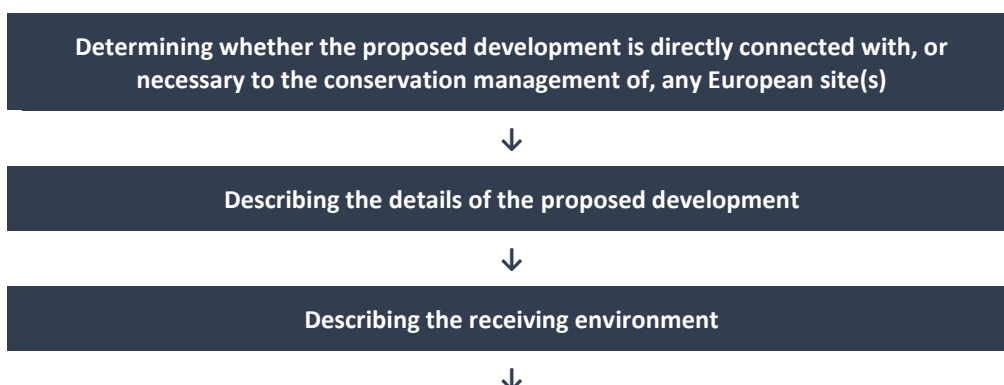 Determining whether the proposed development is directly connected with, or
necessary to the conservation management of, any European site(s)
↓
Describing the details of the proposed development
↓
Describing the receiving environment
↓